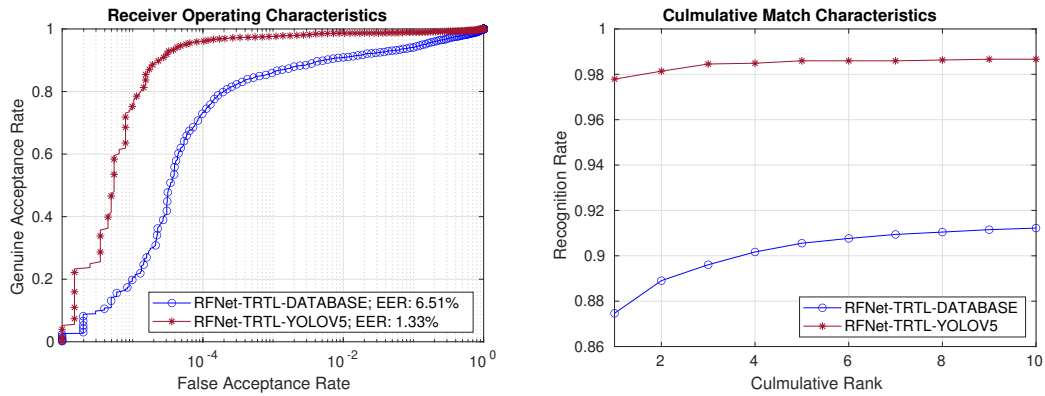 Receiver Operating Characteristics
1
0.8
0.6
0.4
0.2
0
Genuine Acceptance Rate
10^-4
10^-2
10^0
False Acceptance Rate
RFNet-TRTL-DATABASE; EER: 6.51%
RFNet-TRTL-YOLOV5; EER: 1.33%
Culmulative Match Characteristics
1
0.98
0.96
0.94
0.92
0.9
0.88
0.86
Recognition Rate
2
4
6
8
10
Culmulative Rank
RFNet-TRTL-DATABASE
RFNet-TRTL-YOLOV5